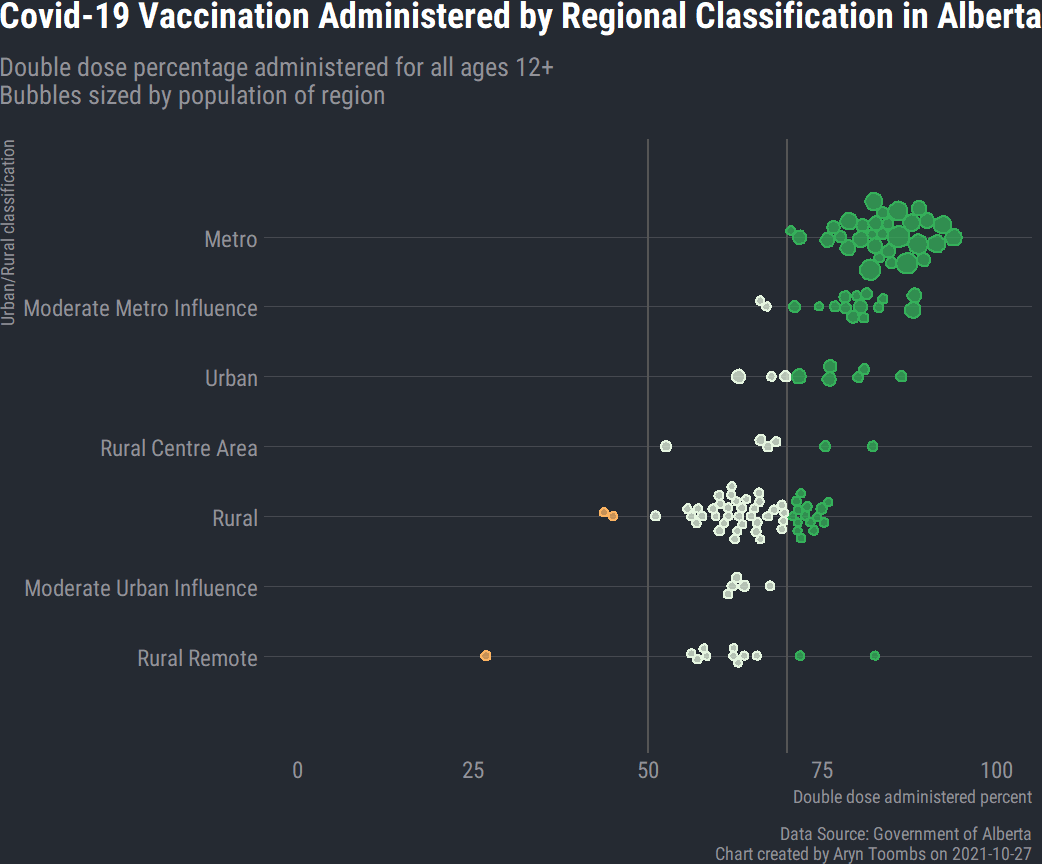 Covid-19 Vaccination Administered by Regional Classification in Alberta
Double dose percentage administered for all ages 12+
Bubbles sized by population of region
Urban/Rural classification
Metro
Moderate Metro Influence
Urban
Rural Centre Area
Rural
Moderate Urban Influence
Rural Remote
0 25 50 75 100
Double dose administered percent
Data Source: Government of Alberta
Chart created by Aryn Toombs on 2021-10-27